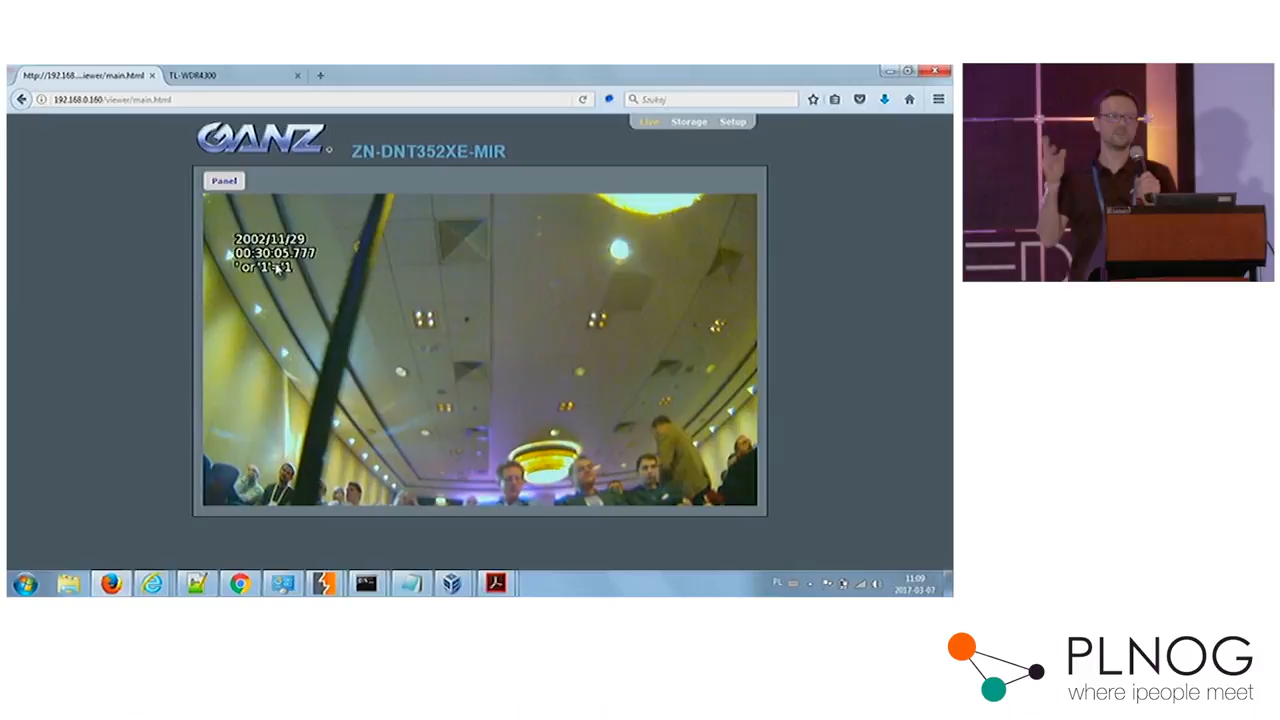 http://192.168....iewer/main.html
TL-WDR4300
192.168.0.160/viewer/main.html
Szukaj
Live Storage Setup
GANZ
ZN-DNT352XE-MIR
Panel
2002/11/29
00:30:05.777
' or '1'='1
PL
11:09
2017-03-07
PLNOG
where ipeople meet